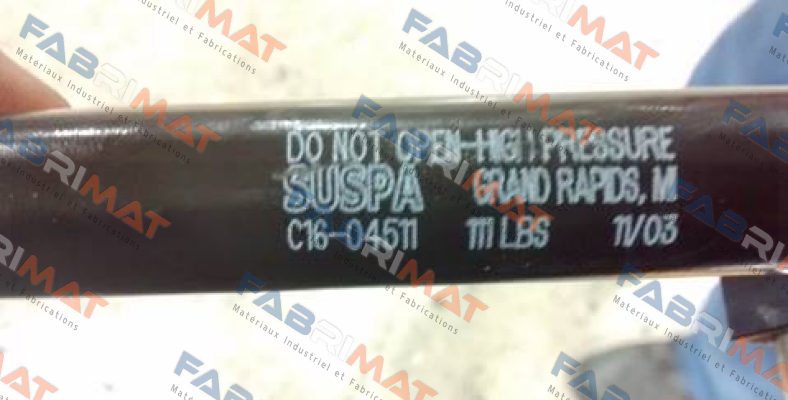 DO NOT OPEN-HIGH PRESSURE
SUSPA GRAND RAPIDS, MI
C16-04511 111 LBS 11/03
FABRIMAT
Matériaux Industriel et Fabrications